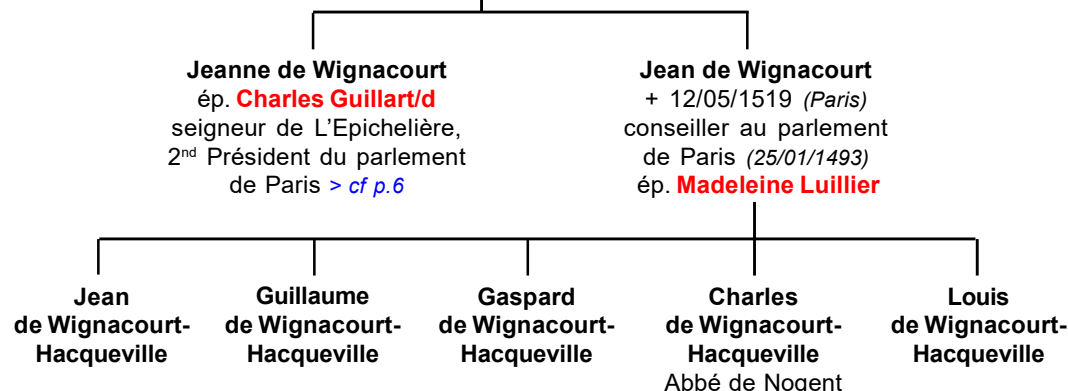 Jeanne de Wignacourt
ép. Charles Guillart/d
seigneur de L’Epichelière,
2nd Président du parlement
de Paris > cf p.6
Jean de Wignacourt
+ 12/05/1519 (Paris)
conseiller au parlement
de Paris (25/01/1493)
ép. Madeleine Luillier
Jean
de Wignacourt-
Hacqueville
Guillaume
de Wignacourt-
Hacqueville
Gaspard
de Wignacourt-
Hacqueville
Charles
de Wignacourt-
Hacqueville
Abbé de Nogent
Louis
de Wignacourt-
Hacqueville